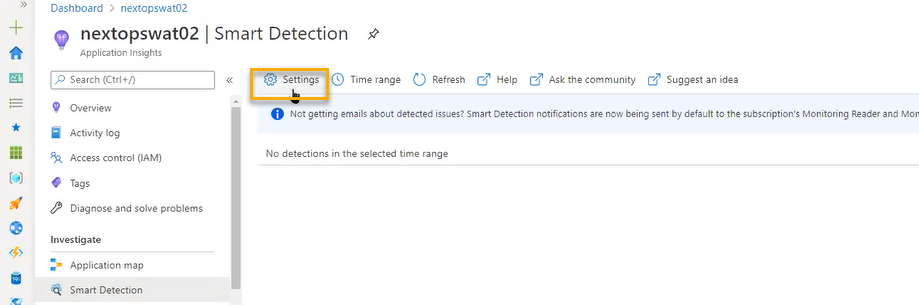 Dashboard > nextopswat02
nextopswat02 | Smart Detection
Application Insights
Search (Ctrl+/)
Overview
Activity log
Access control (IAM)
Tags
Diagnose and solve problems
Investigate
Application map
Smart Detection
Settings Time range Refresh Help Ask the community Suggest an idea
Not getting emails about detected issues? Smart Detection notifications are now being sent by default to the subscription's Monitoring Reader and Mon
No detections in the selected time range